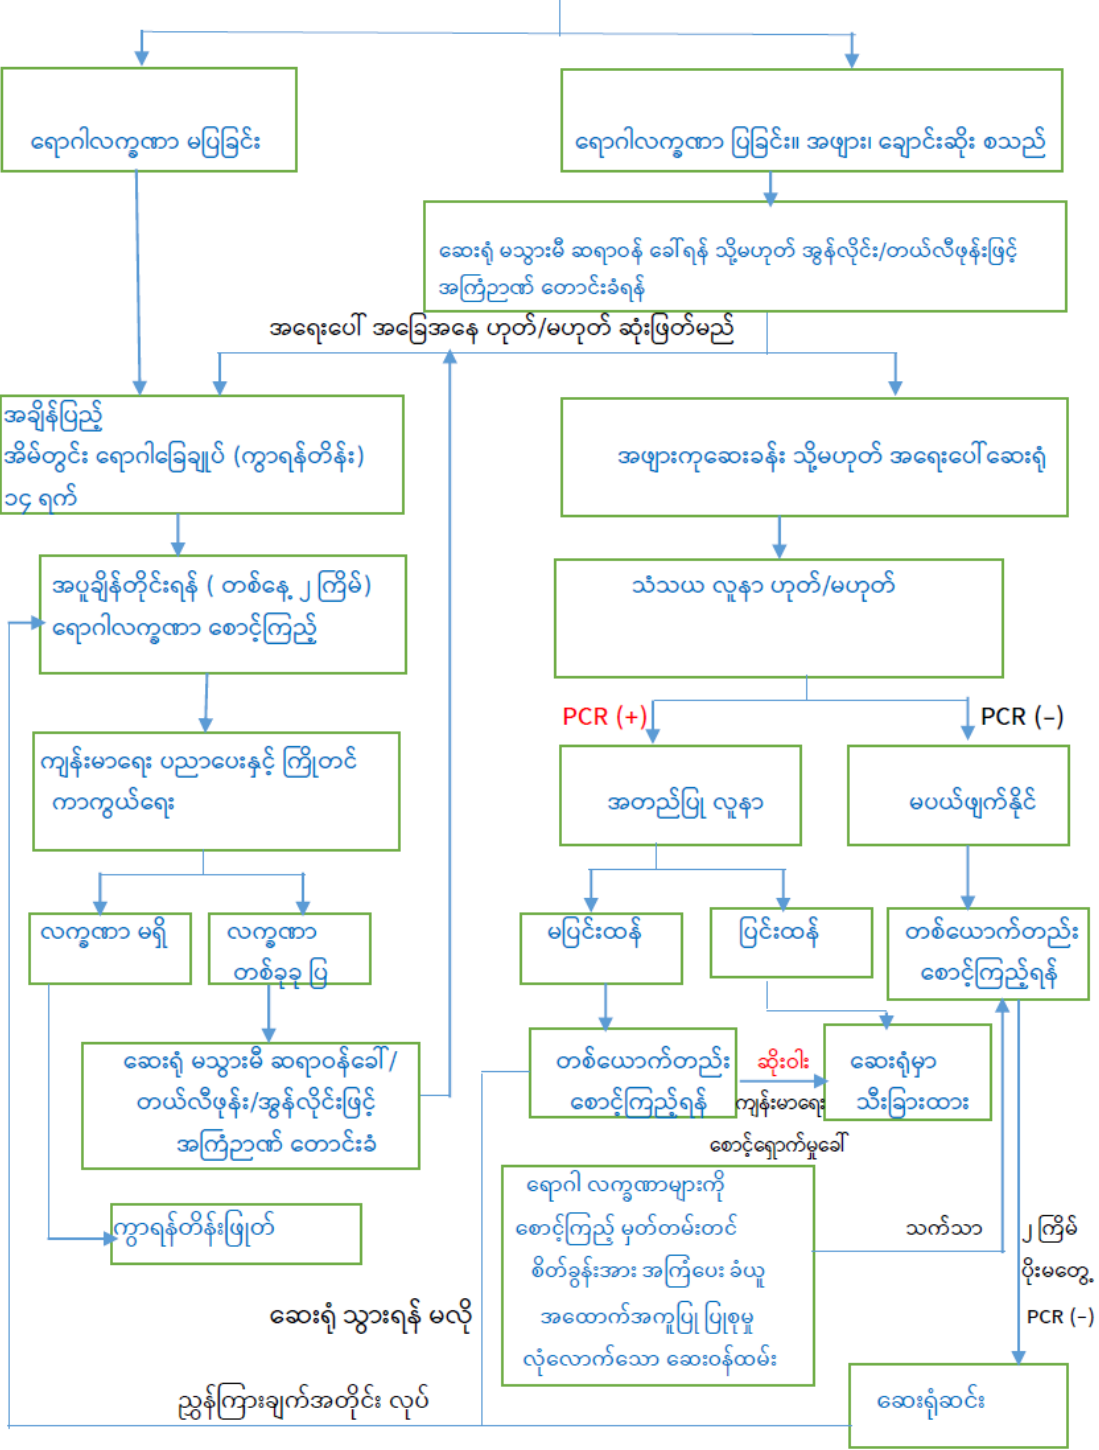 ရောဂါလက္ခဏာ မပြခြင်း
ရောဂါလက္ခဏာ ပြခြင်း။ အဖျား၊ ချောင်းဆိုး စသည်
ဆေးရုံ မသွားမီ ဆရာဝန် ခေါ်ရန် သို့မဟုတ် အွန်လိုင်း/တယ်လီဖုန်းဖြင့်
အကြံဉာဏ် တောင်းခံရန်
အရေးပေါ် အခြေအနေ ဟုတ်/မဟုတ် ဆုံးဖြတ်မည်
အချိန်ပြည့်
အိမ်တွင်း ရောဂါခြေချုပ် (ကွာရန်တိန်း)
၁၄ ရက်
အဖျားကုဆေးခန်း သို့မဟုတ် အရေးပေါ်ဆေးရုံ
အပူချိန်တိုင်းရန် ( တစ်နေ့ ၂ ကြိမ်)
ရောဂါလက္ခဏာ စောင့်ကြည့်
သံသယ လူနာ ဟုတ်/မဟုတ်
PCR (+)
PCR (–)
ကျန်းမာရေး ပညာပေးနှင့် ကြိုတင်
ကာကွယ်ရေး
အတည်ပြု လူနာ
မပယ်ဖျက်နိုင်
လက္ခဏာ မရှိ
လက္ခဏာ
တစ်ခုခု ပြ
မပြင်းထန်
ပြင်းထန်
တစ်ယောက်တည်း
စောင့်ကြည့်ရန်
ဆေးရုံ မသွားမီ ဆရာဝန်ခေါ်/
တယ်လီဖုန်း/အွန်လိုင်းဖြင့်
အကြံဉာဏ် တောင်းခံ
တစ်ယောက်တည်း
စောင့်ကြည့်ရန်
ဆိုးဝါး
ကျန်းမာရေး
စောင့်ရှောက်မှုခေါ်
ဆေးရုံမှာ
သီးခြားထား
ကွာရန်တိန်းဖြုတ်
ရောဂါ လက္ခဏာများကို
စောင့်ကြည့် မှတ်တမ်းတင်
စိတ်ခွန်အား အကြံပေး ခံယူ
အထောက်အကူပြု ပြုစုမှု
လုံလောက်သော ဆေးဝန်ထမ်း
သက်သာ
၂ ကြိမ်
ပိုးမတွေ့
PCR (–)
ဆေးရုံ သွားရန် မလို
ညွှန်ကြားချက်အတိုင်း လုပ်
ဆေးရုံဆင်း